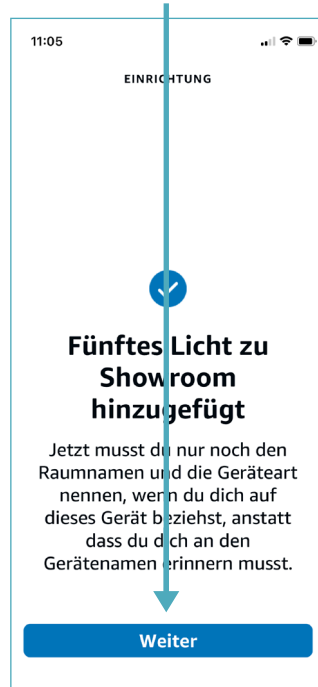 11:05
EINRICHTUNG
Fünftes Licht zu
Showroom
hinzugefügt
Jetzt musst du nur noch den
Raumnamen und die Geräteart
nennen, wenn du dich auf
dieses Gerät beziehst, anstatt
dass du dich an den
Gerätenamen erinnern musst.
Weiter